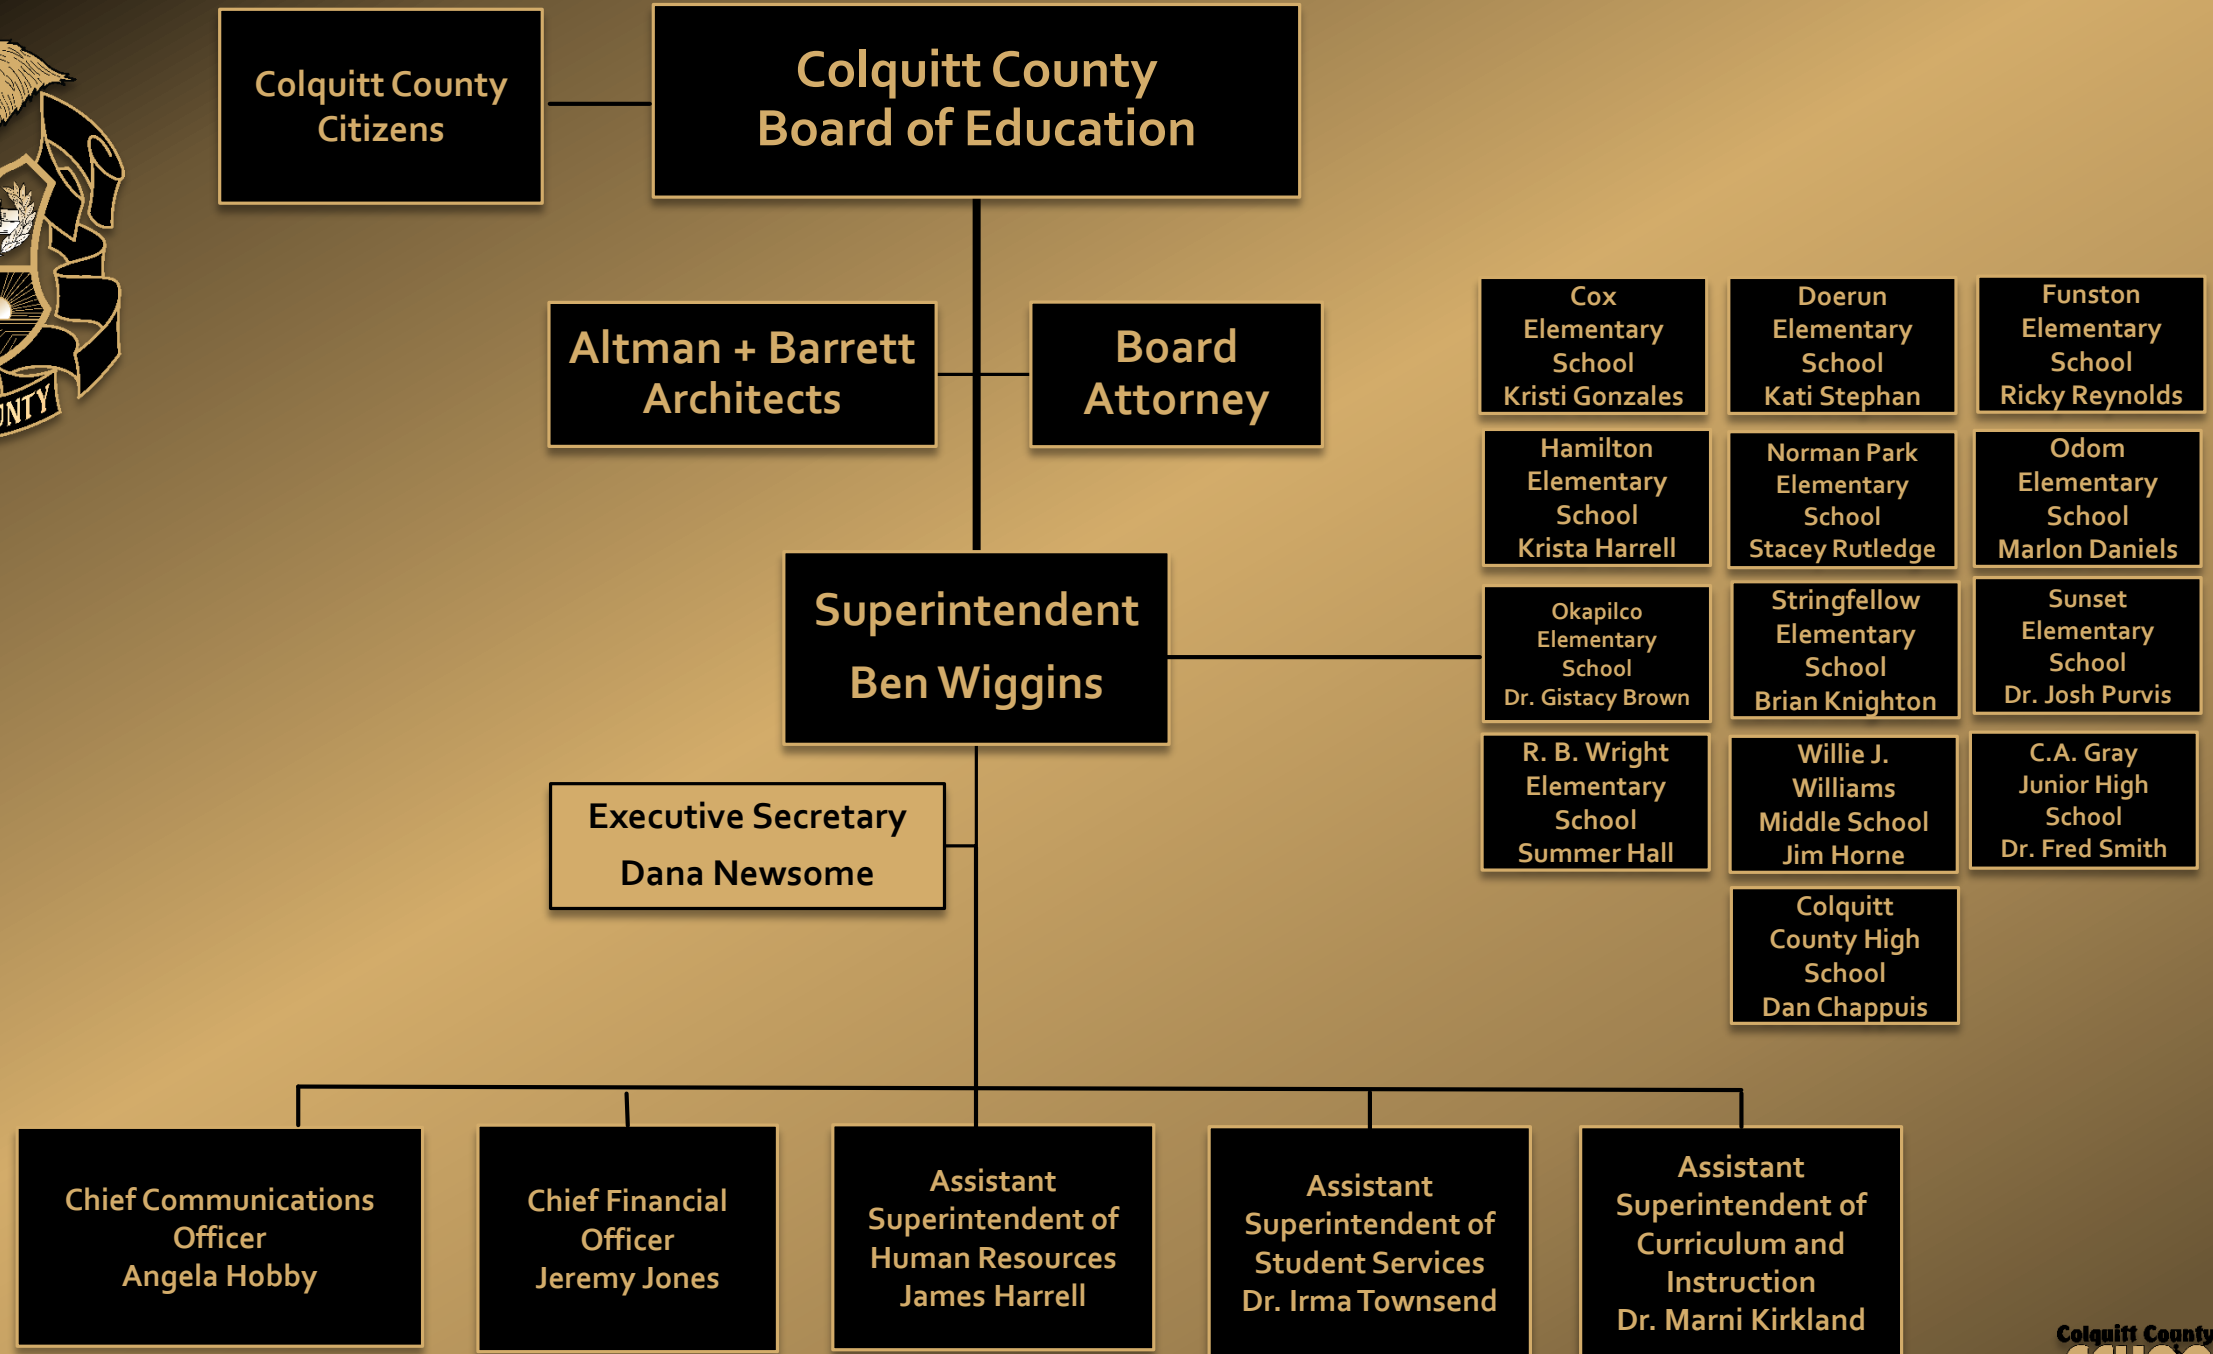 Colquitt County
Citizens
Colquitt County
Board of Education
Altman + Barrett
Architects
Board
Attorney
Superintendent
Ben Wiggins
Executive Secretary
Dana Newsome
Cox
Elementary
School
Kristi Gonzales
Doerun
Elementary
School
Kati Stephan
Funston
Elementary
School
Ricky Reynolds
Hamilton
Elementary
School
Krista Harrell
Norman Park
Elementary
School
Stacey Rutledge
Odom
Elementary
School
Marlon Daniels
Okapilco
Elementary
School
Dr. Gistacy Brown
Stringfellow
Elementary
School
Brian Knighton
Sunset
Elementary
School
Dr. Josh Purvis
R. B. Wright
Elementary
School
Summer Hall
Willie J.
Williams
Middle School
Jim Horne
C.A. Gray
Junior High
School
Dr. Fred Smith
Colquitt
County High
School
Dan Chappuis
Chief Communications
Officer
Angela Hobby
Chief Financial
Officer
Jeremy Jones
Assistant
Superintendent of
Human Resources
James Harrell
Assistant
Superintendent of
Student Services
Dr. Irma Townsend
Assistant
Superintendent of
Curriculum and
Instruction
Dr. Marni Kirkland
Colquitt County